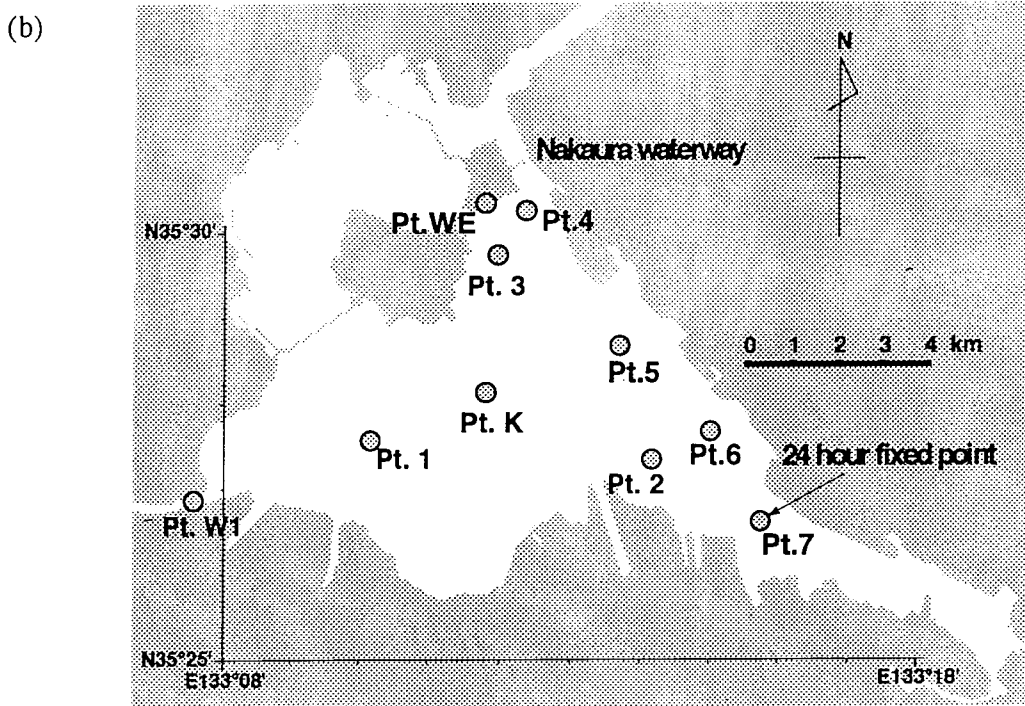 (b)
N
Nakaura waterway
Pt.WE
Pt.4
N35°30'
Pt. 3
0 1 2 3 4 km
Pt.5
Pt. K
Pt. 1
Pt.6
24 hour fixed point
Pt. 2
Pt. W1
Pt.7
N35°25'
E133°08'
E133°18'